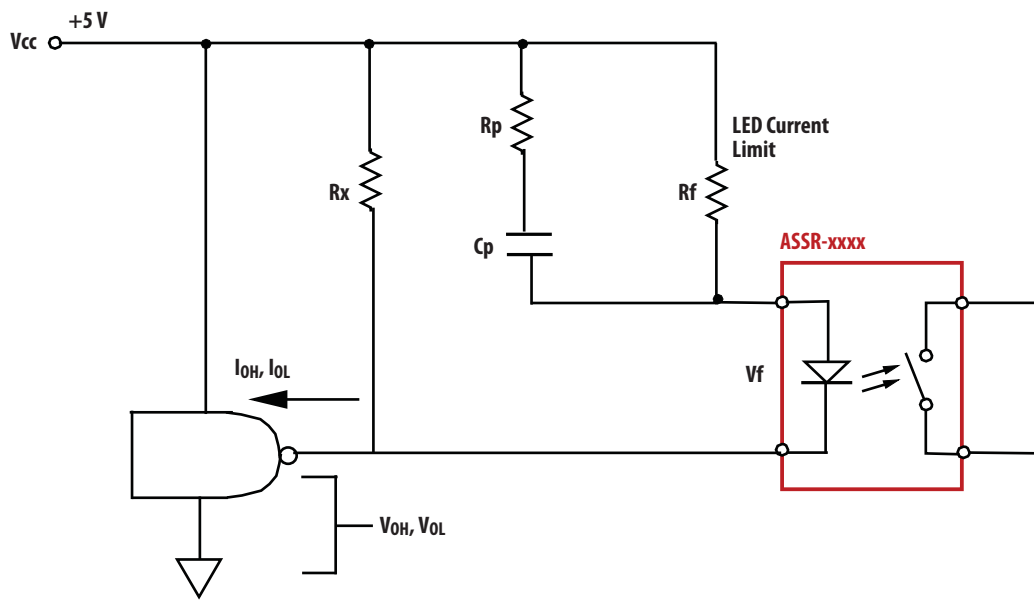 +5 V
Vcc
Rp
LED Current
Limit
Rx
Rf
Cp
ASSR-xxxx
IOH, IOL
Vf
VOH, VOL